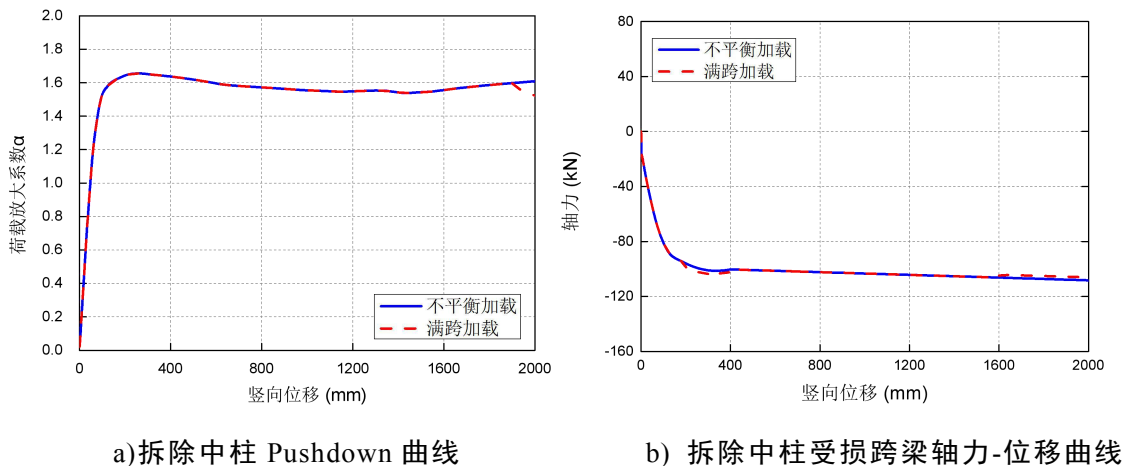 2.0
1.8
1.6
1.4
1.2
1.0
0.8
0.6
0.4
0.2
0.0
荷载放大系数α
不平衡加载
满跨加载
0 400 800 1200 1600 2000
竖向位移 (mm)
a)拆除中柱 Pushdown 曲线
80
40
0
-40
-80
-120
-160
轴力 (kN)
不平衡加载
满跨加载
0 400 800 1200 1600 2000
竖向位移 (mm)
b) 拆除中柱受损跨梁轴力-位移曲线